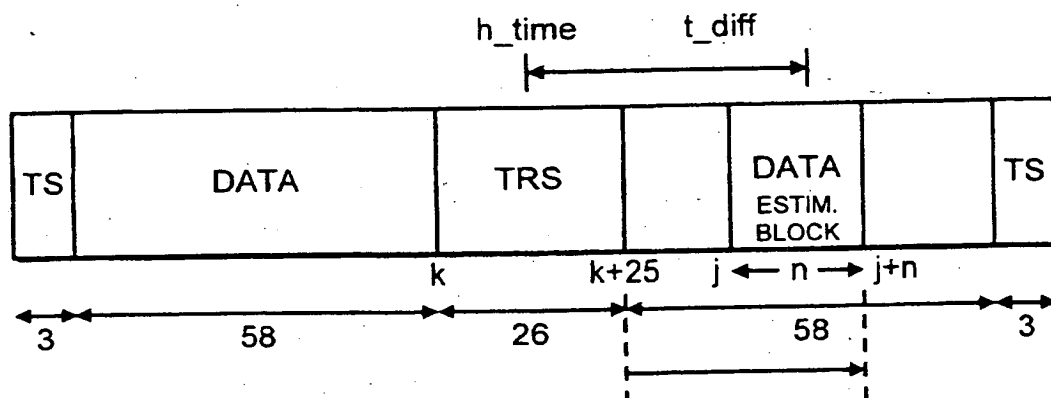 h_time t_diff
TS DATA TRS DATA TS
ESTIM.
BLOCK
k k+25 j n j+n
3 58 26 58 3